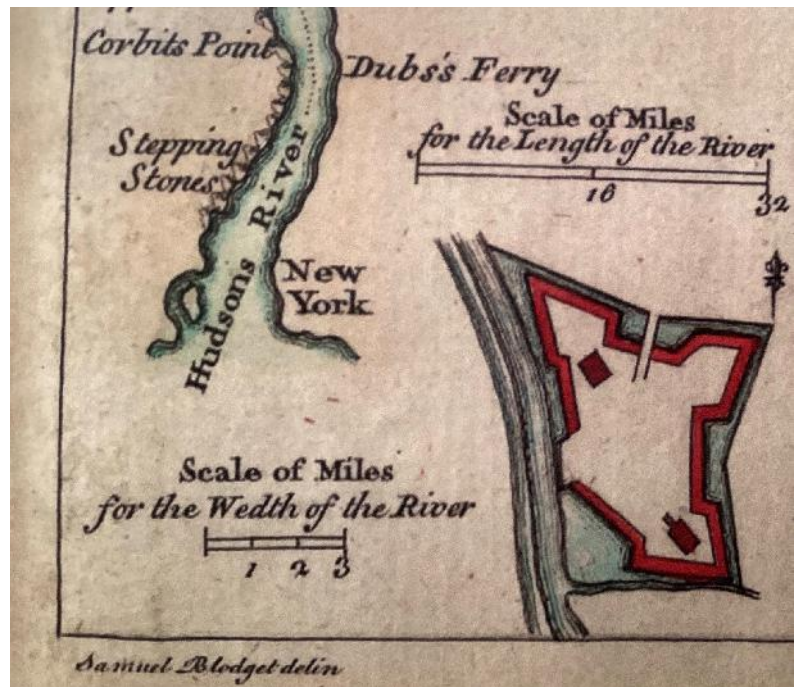 Corbits Point
Dubs's Ferry
Scale of Miles
for the Length of the River
16
32
Stepping
Stones
Hudsons River
New
York
Scale of Miles
for the Wedth of the River
1 2 3
Samuel Blodget delin